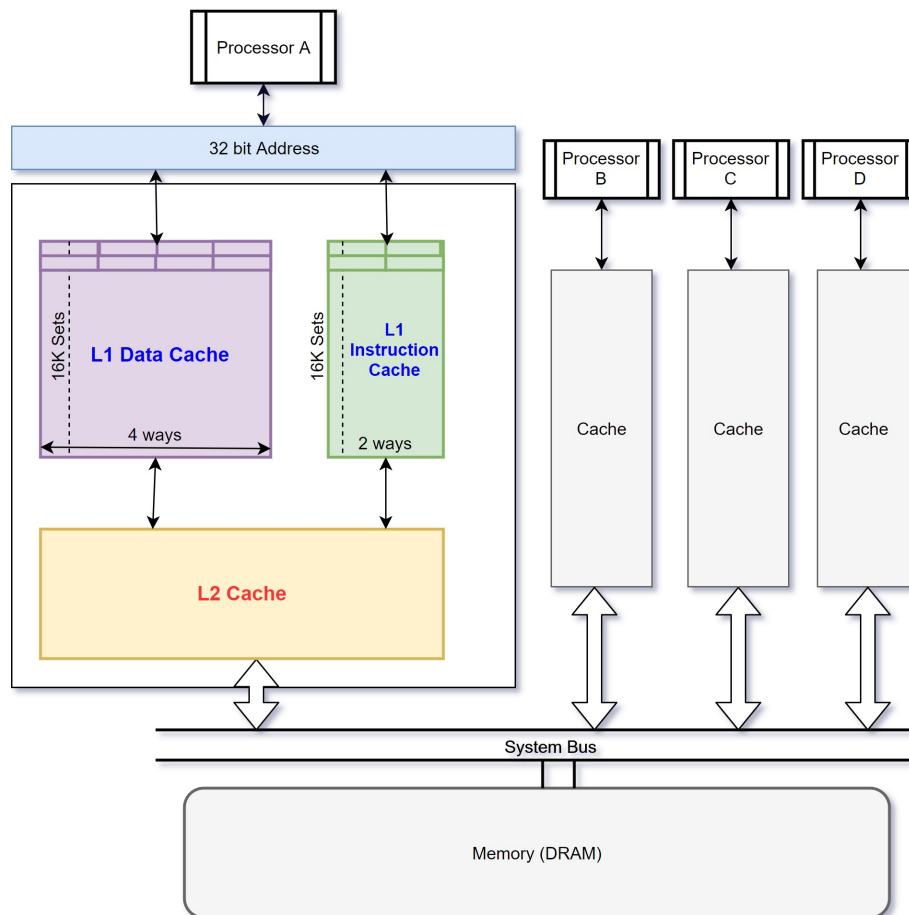 Processor A
32 bit Address
Processor
B
Processor
C
Processor
D
16K Sets
L1 Data Cache
4 ways
16K Sets
L1
Instruction
Cache
2 ways
Cache
Cache
Cache
L2 Cache
System Bus
Memory (DRAM)